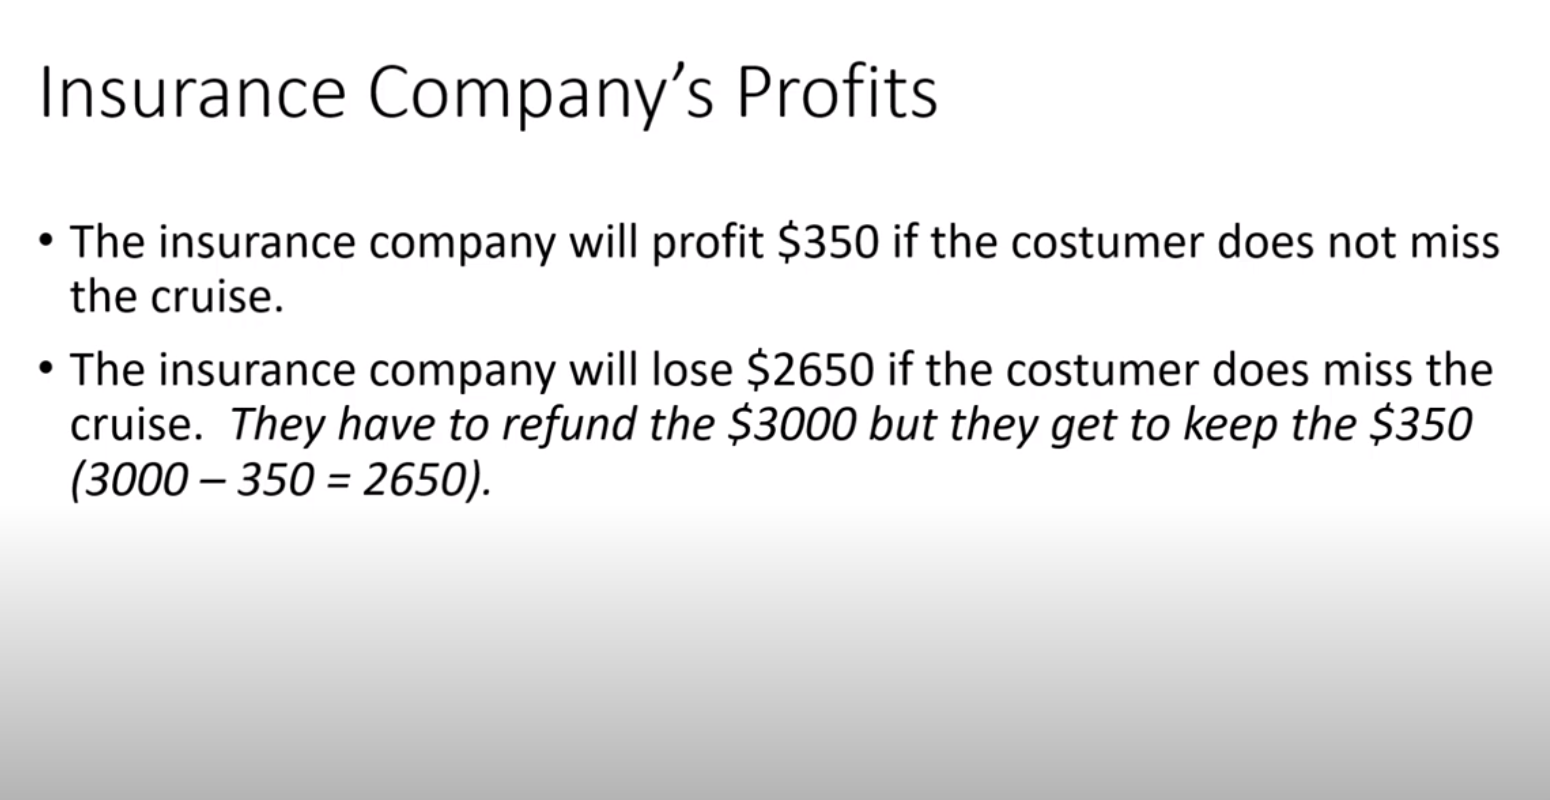 Insurance Company’s Profits
• The insurance company will profit $350 if the costumer does not miss
the cruise.
• The insurance company will lose $2650 if the costumer does miss the
cruise.  They have to refund the $3000 but they get to keep the $350
(3000 – 350 = 2650).